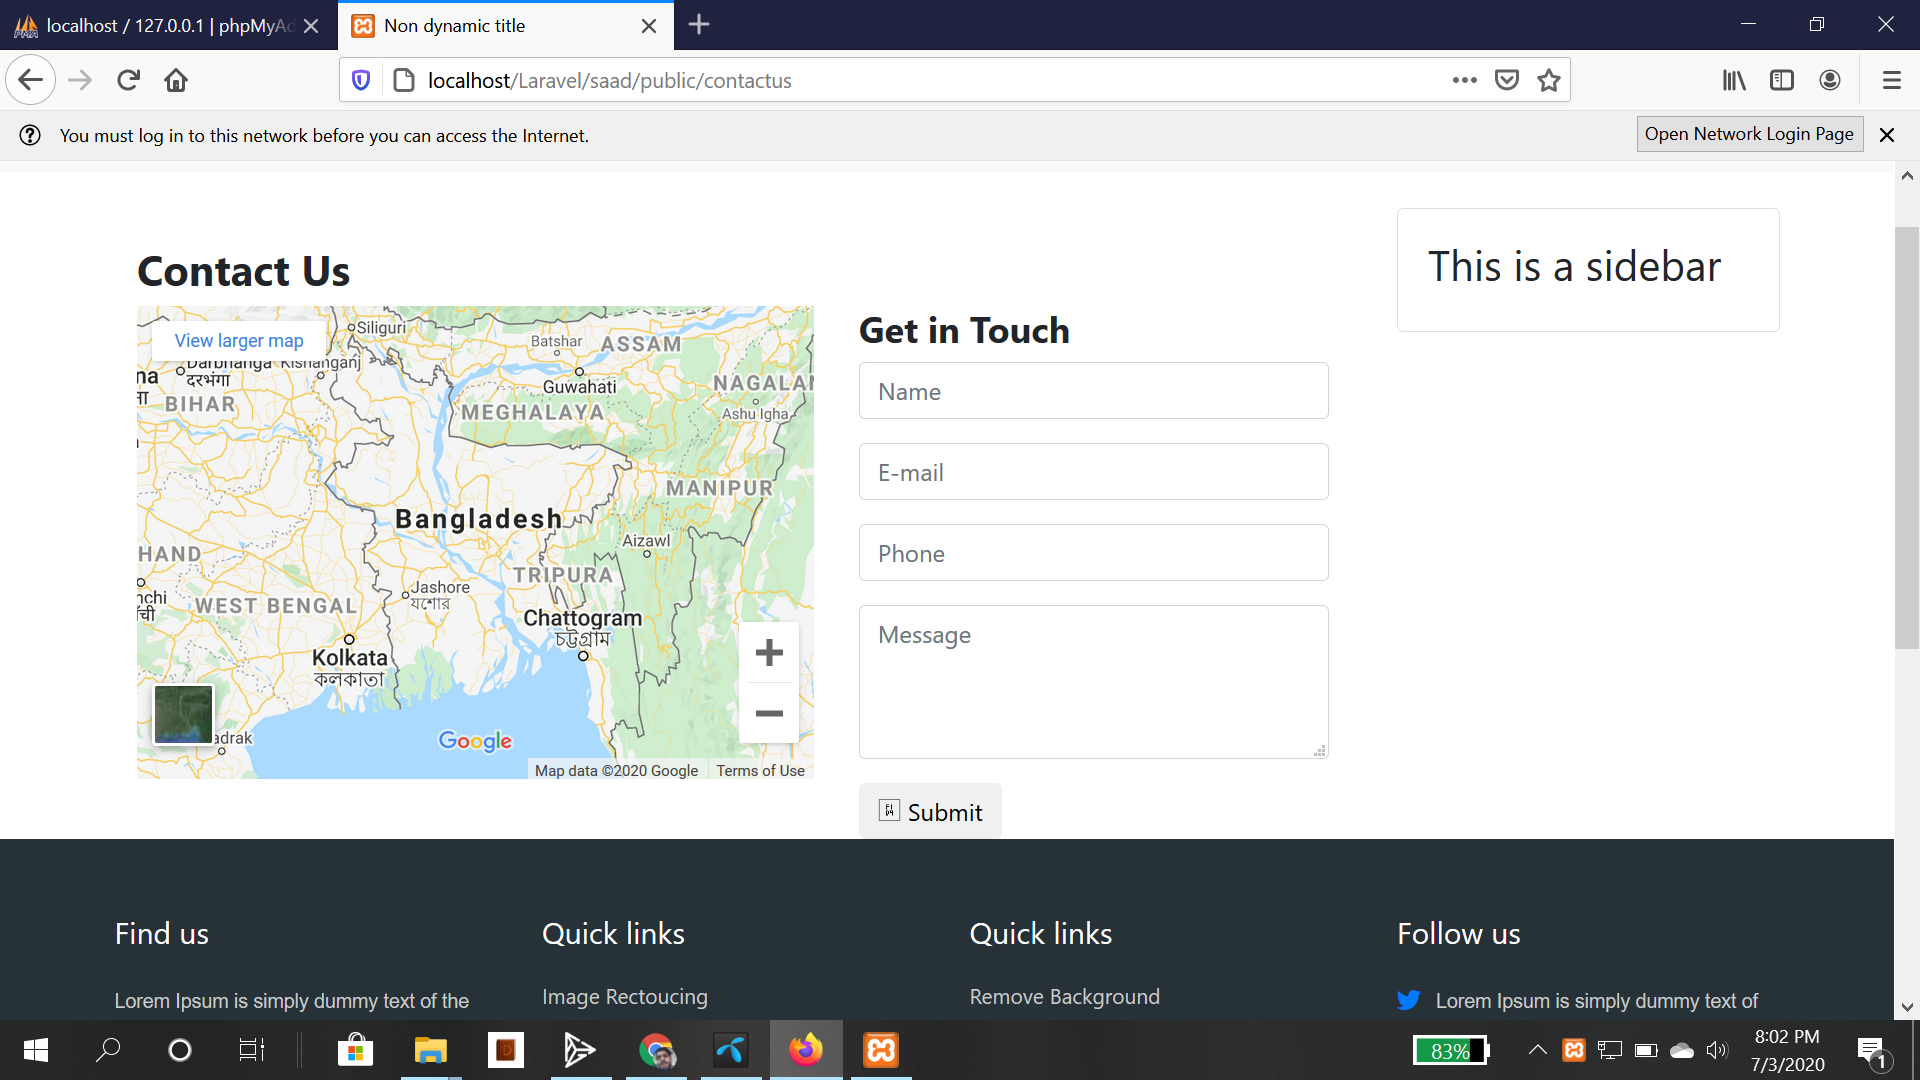 localhost / 127.0.0.1 | phpMyAd
Non dynamic title
localhost/Laravel/saad/public/contactus
You must log in to this network before you can access the Internet.
Open Network Login Page
Contact Us
This is a sidebar
View larger map
Siliguri
Batshar
ASSAM
Darbhanga
Kishanganj
दरभंगा
Guwahati
NAGALAN
BIHAR
MEGHALAYA
Ashu Igha
MANIPUR
Bangladesh
Aizawl
HAND
TRIPURA
Jashore
যশোর
nchi
WEST BENGAL
Chattogram
চট্টগ্রাম
Kolkata
কলকাতা
adrak
Google
Map data ©2020 Google
Terms of Use
Get in Touch
Name
E-mail
Phone
Message
Submit
Find us
Quick links
Quick links
Follow us
Lorem Ipsum is simply dummy text of the
Image Rectoucing
Remove Background
Lorem Ipsum is simply dummy text of
83%
8:02 PM
7/3/2020
1